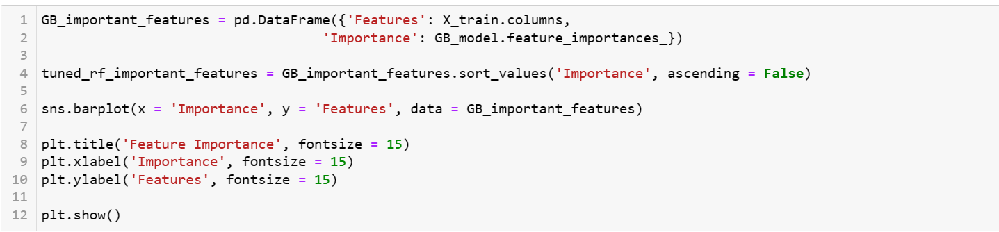 1 GB_important_features = pd.DataFrame({'Features': X_train.columns,
2                                    'Importance': GB_model.feature_importances_})
3
4 tuned_rf_important_features = GB_important_features.sort_values('Importance', ascending = False)
5
6 sns.barplot(x = 'Importance', y = 'Features', data = GB_important_features)
7
8 plt.title('Feature Importance', fontsize = 15)
9 plt.xlabel('Importance', fontsize = 15)
10 plt.ylabel('Features', fontsize = 15)
11
12 plt.show()